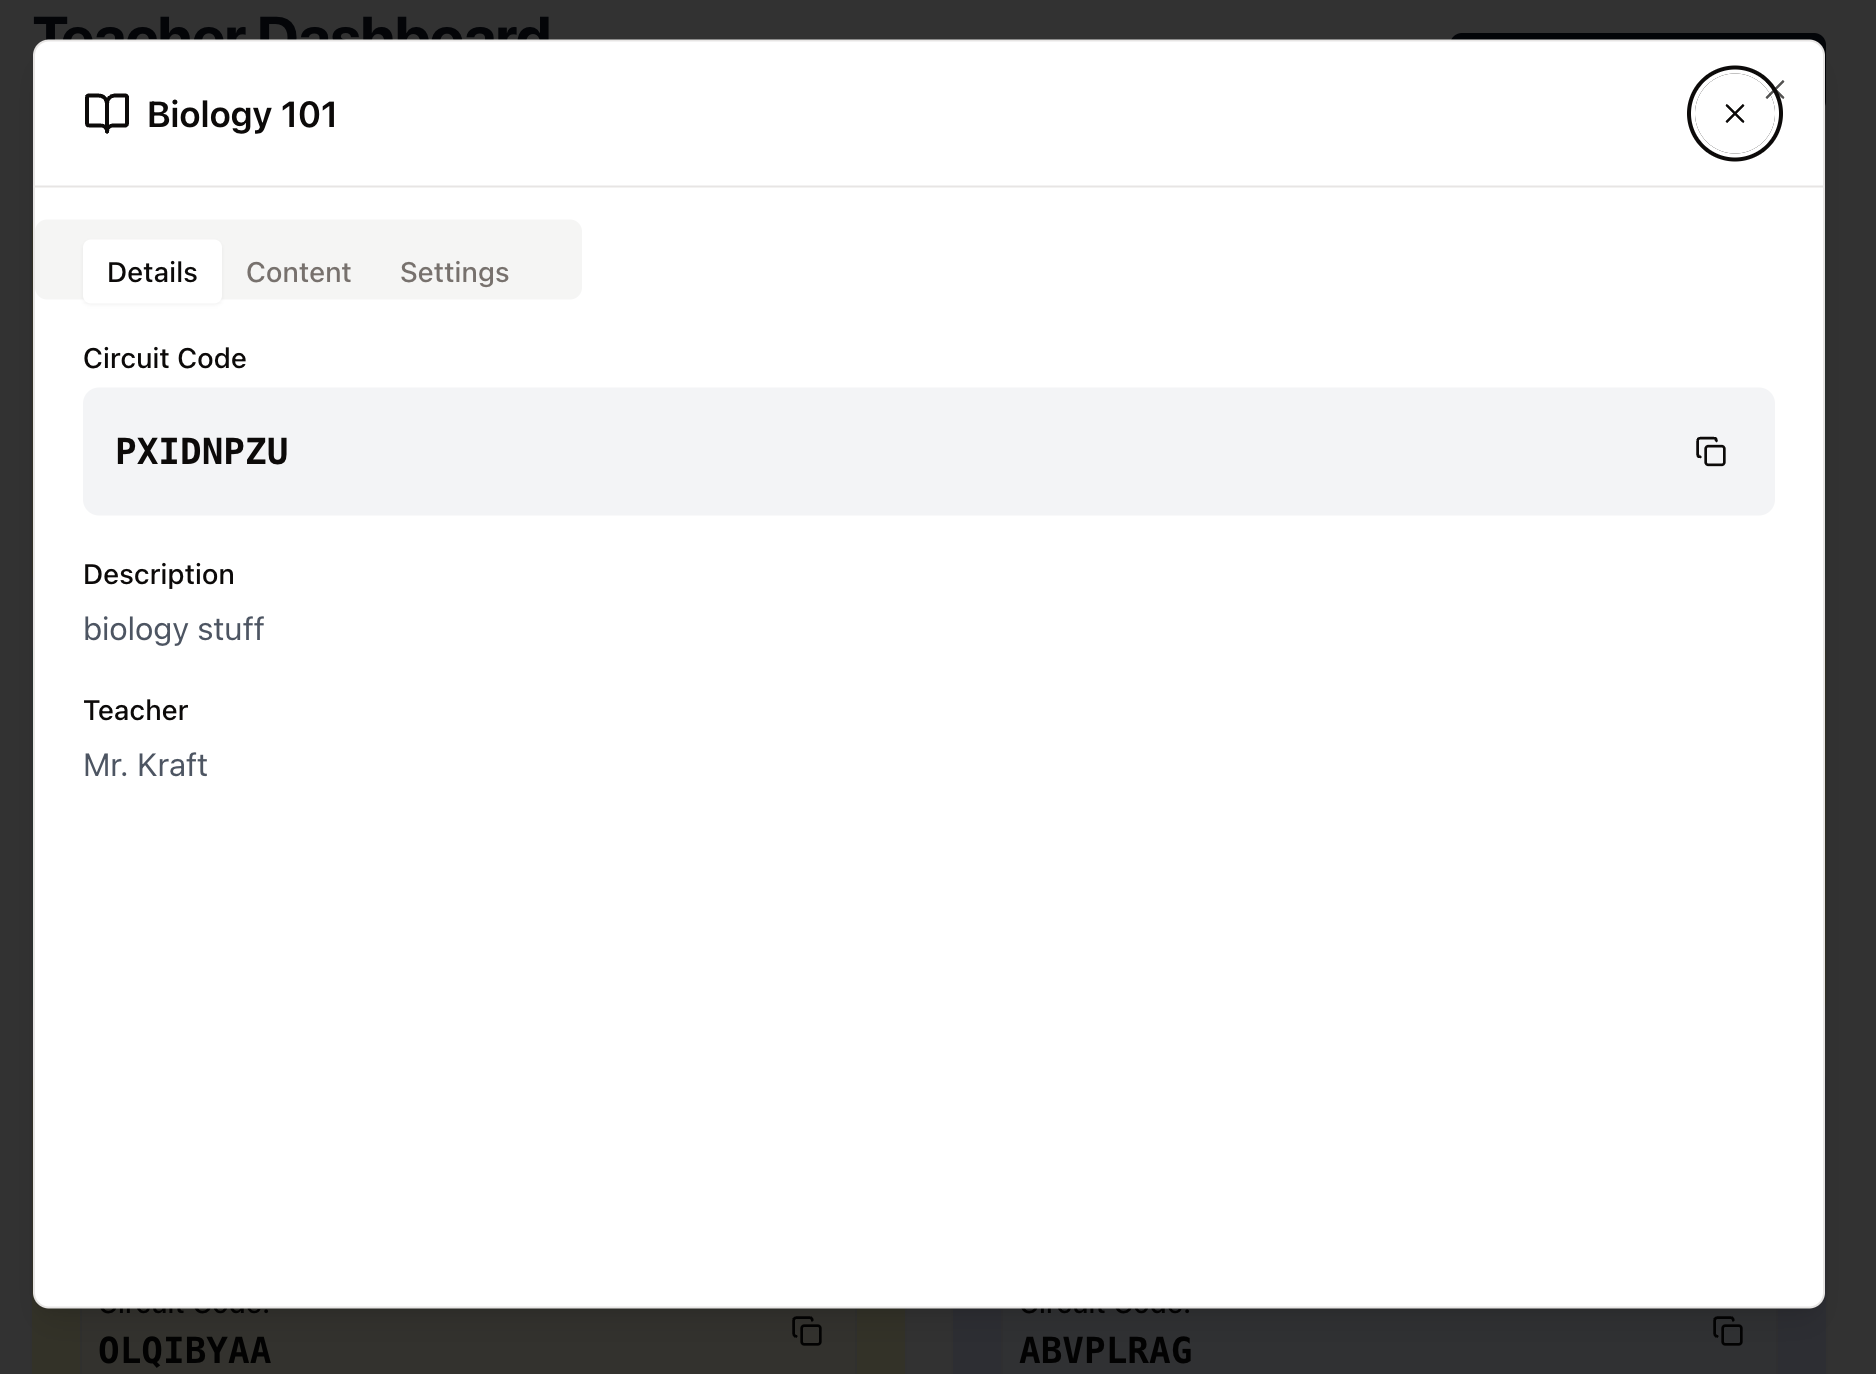 Teacher Dashboard
Biology 101
Details Content Settings
Circuit Code
PXIDNPZU
Description
biology stuff
Teacher
Mr. Kraft
Circuit Code: Circuit Code:
OLQIBYAA ABVPLRAG